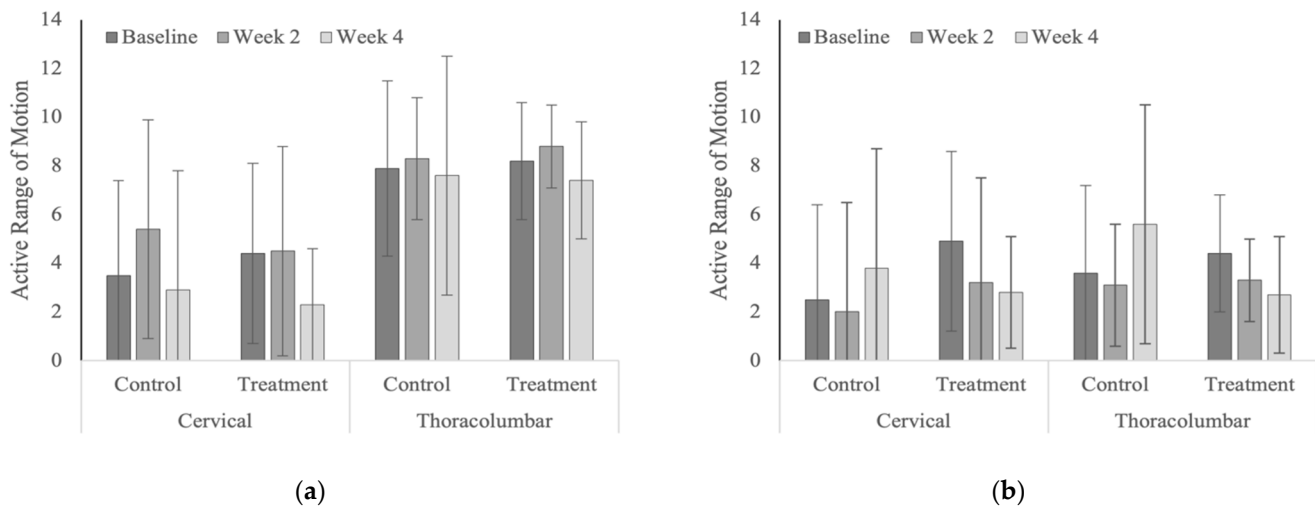 14
12
10
8
6
4
2
0
Active Range of Motion
Baseline Week 2 Week 4
Control Treatment Control Treatment
Cervical Thoracolumbar
(a)
14
12
10
8
6
4
2
0
Active Range of Motion
Baseline Week 2 Week 4
Control Treatment Control Treatment
Cervical Thoracolumbar
(b)